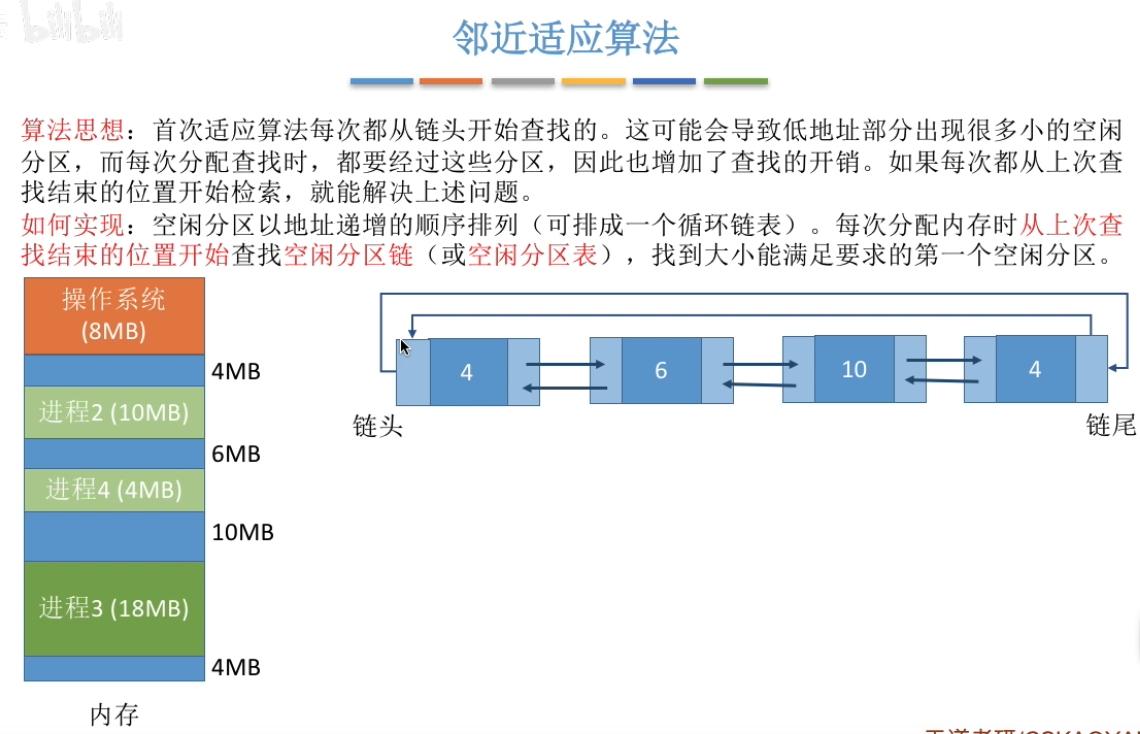 bilibili
邻近适应算法
算法思想：首次适应算法每次都从链头开始查找的。这可能会导致低地址部分出现很多小的空闲
分区，而每次分配查找时，都要经过这些分区，因此也增加了查找的开销。如果每次都从上次查
找结束的位置开始检索，就能解决上述问题。
如何实现：空闲分区以地址递增的顺序排列（可排成一个循环链表）。每次分配内存时从上次查
找结束的位置开始查找空闲分区链（或空闲分区表），找到大小能满足要求的第一个空闲分区。
操作系统
(8MB)
4MB
进程2 (10MB)
6MB
进程4 (4MB)
10MB
进程3 (18MB)
4MB
内存
4
6
10
4
链头
链尾